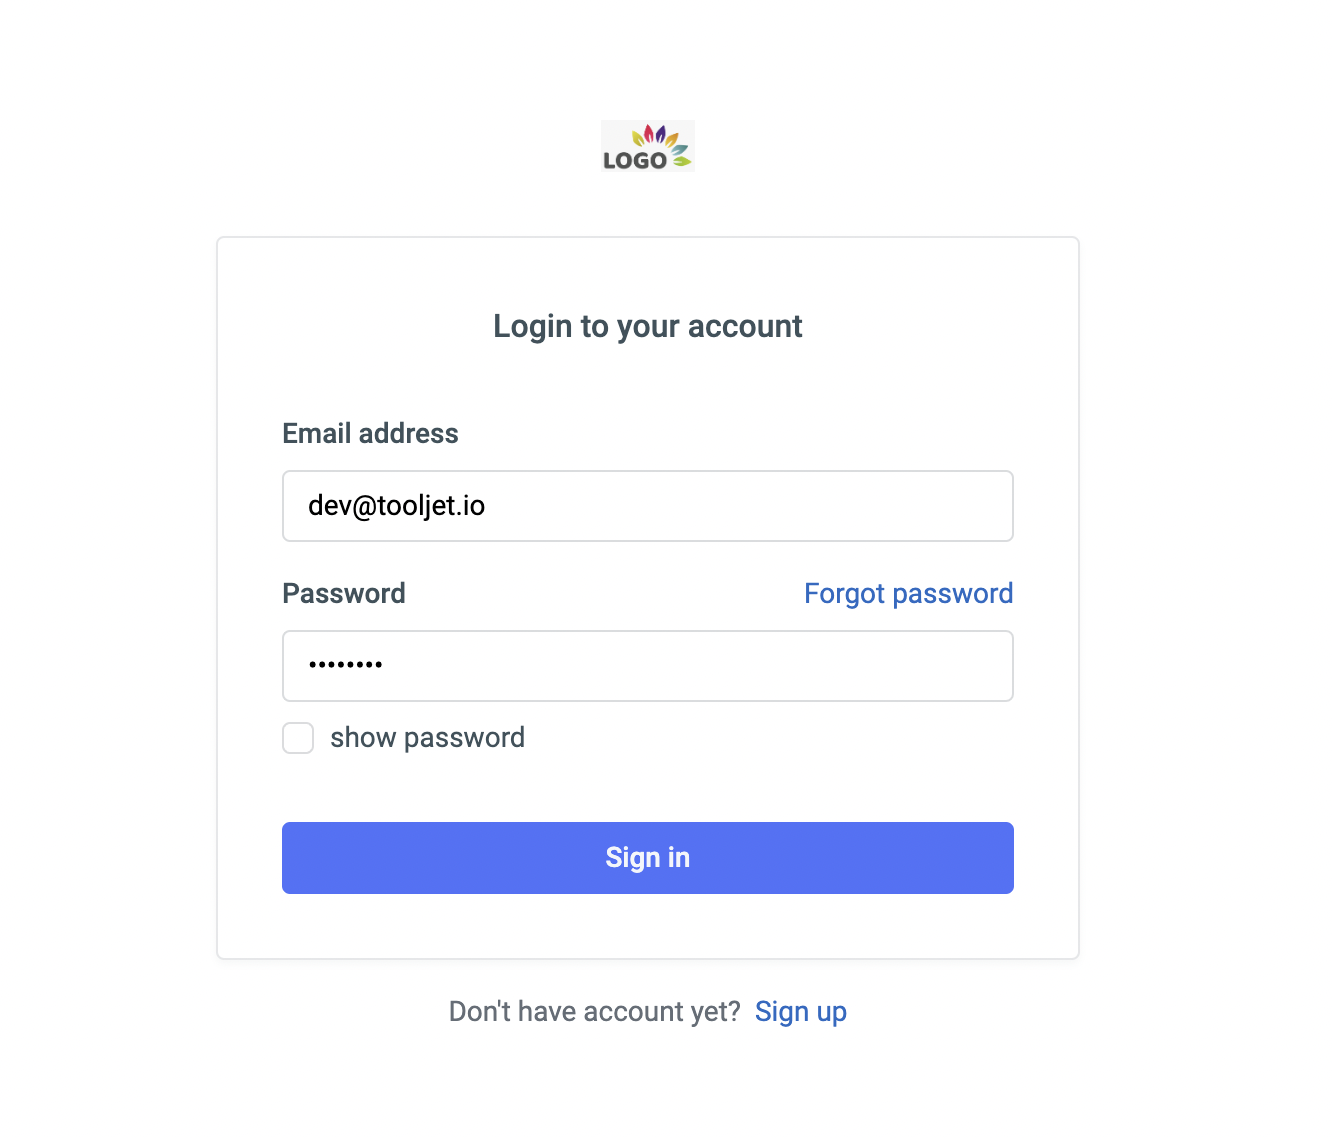 LOGO
Login to your account
Email address
dev@tooljet.io
Password Forgot password
••••••••
show password
Sign in
Don't have account yet? Sign up